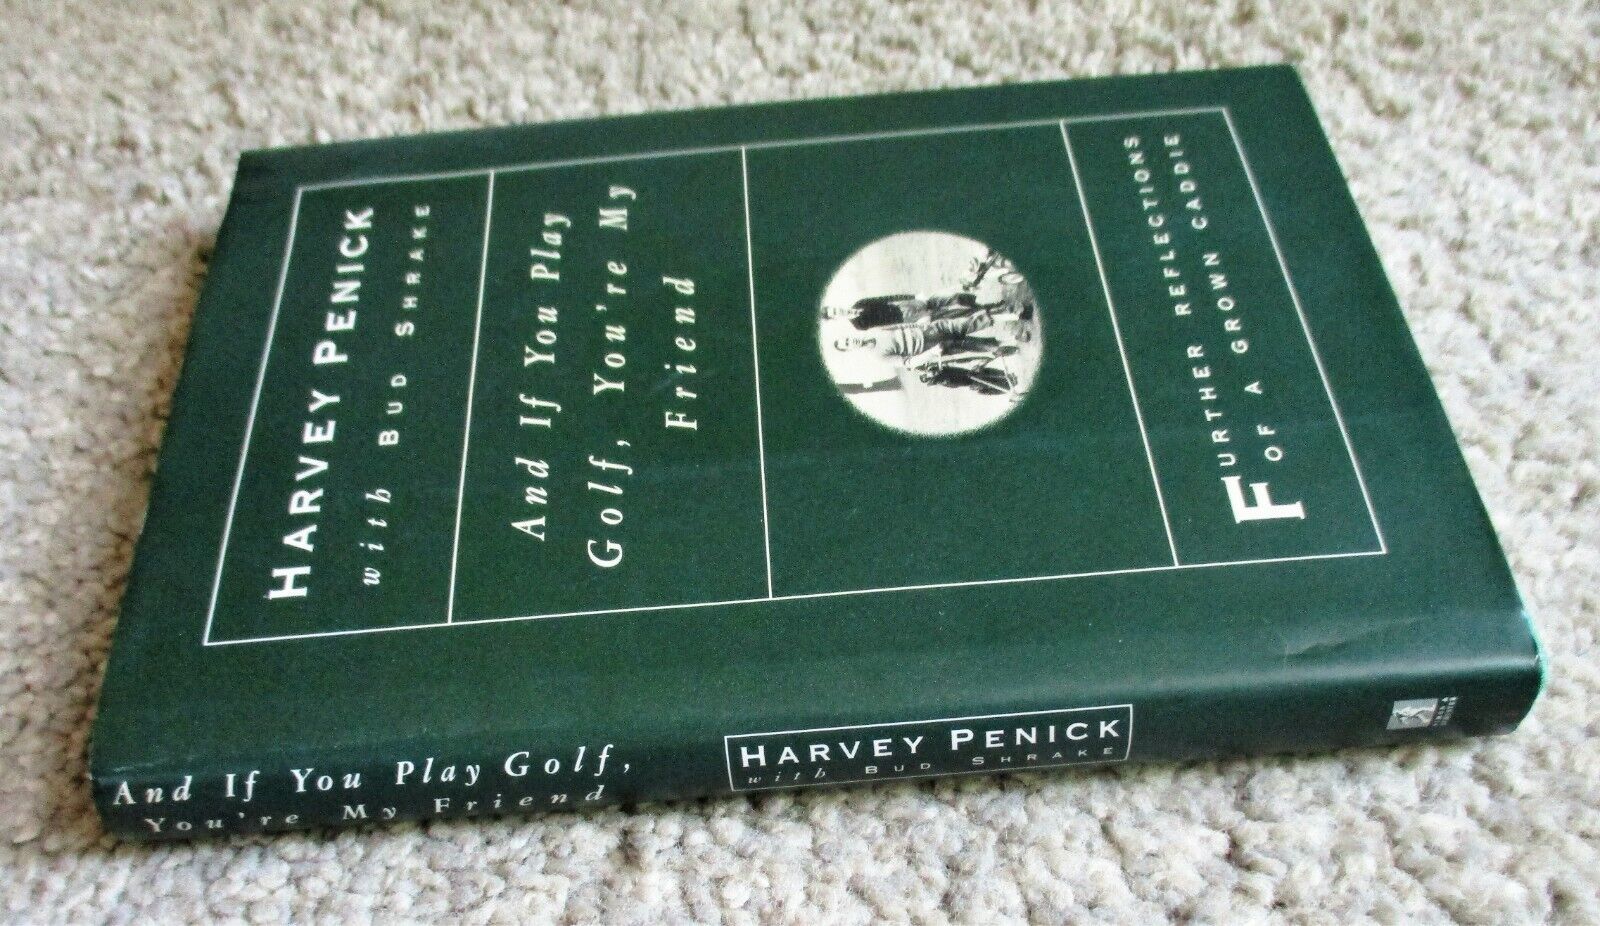 HARVEY PENICK
with BUD SHRAKE
And If You Play
Golf, You're My
Friend
FURTHER REFLECTIONS
OF A GROWN CADDIE
And If You Play Golf,
You're My Friend
HARVEY PENICK
with BUD SHRAKE